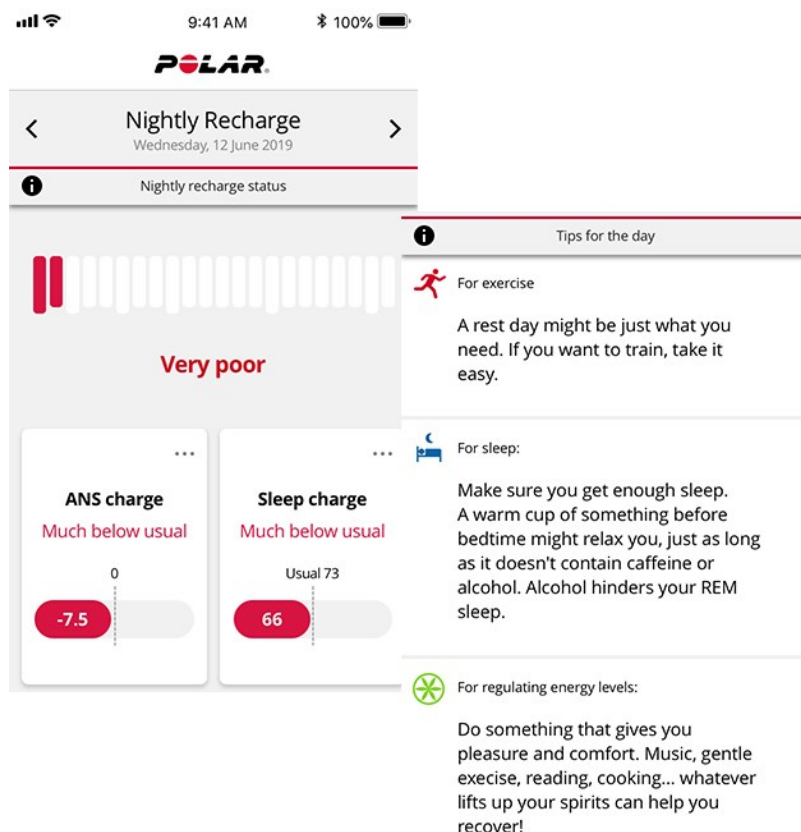 9:41 AM
100%
POLAR.
Nightly Recharge
Wednesday, 12 June 2019
Nightly recharge status
Very poor
ANS charge
Much below usual
0
-7.5
Sleep charge
Much below usual
Usual 73
66
Tips for the day
For exercise
A rest day might be just what you
need. If you want to train, take it
easy.
For sleep:
Make sure you get enough sleep.
A warm cup of something before
bedtime might relax you, just as long
as it doesn't contain caffeine or
alcohol. Alcohol hinders your REM
sleep.
For regulating energy levels:
Do something that gives you
pleasure and comfort. Music, gentle
execise, reading, cooking... whatever
lifts up your spirits can help you
recover!